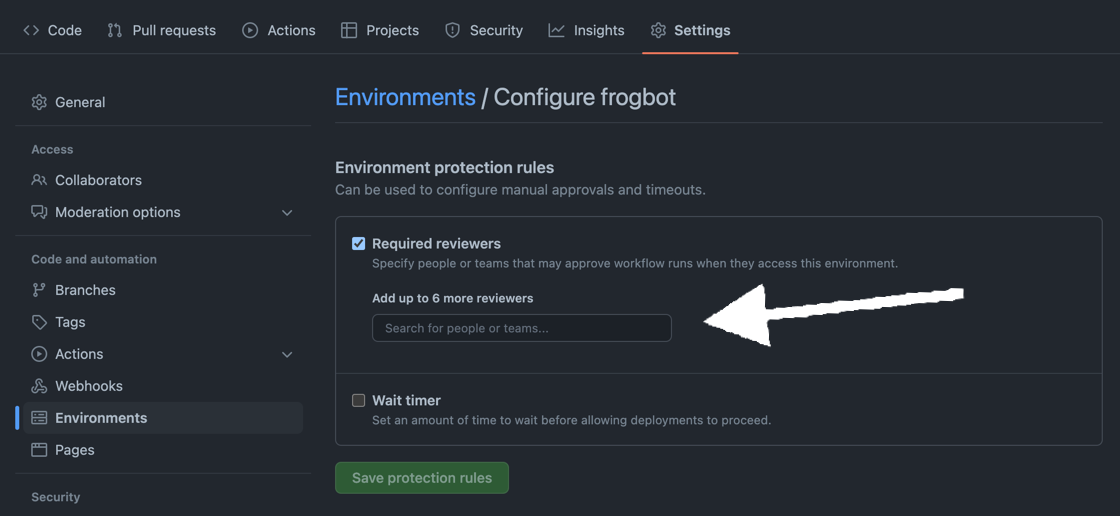 Code Pull requests Actions Projects Security Insights Settings
General
Access
Collaborators
Moderation options
Code and automation
Branches
Tags
Actions
Webhooks
Environments
Pages
Security
Environments / Configure frogbot
Environment protection rules
Can be used to configure manual approvals and timeouts.
Required reviewers
Specify people or teams that may approve workflow runs when they access this environment.
Add up to 6 more reviewers
Search for people or teams...
Wait timer
Set an amount of time to wait before allowing deployments to proceed.
Save protection rules